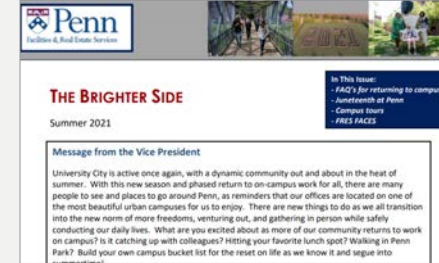 Penn
Facilities & Real Estate Services
In This Issue:
- FAQ's for returning to campus
- Juneteenth at Penn
- Campus tours
- FRES FACES
THE BRIGHTER SIDE
Summer 2021
Message from the Vice President
University City is active once again, with a dynamic community out and about in the heat of
summer. With this new season and phased return to on-campus work for all, there are many
people to see and places to go around Penn, as reminders that our offices are located on one of
the most beautiful urban campuses for us to enjoy. There are new things to do as we all transition
into the new norm of more freedoms, venturing out, and gathering in person while safely
conducting our daily lives. What are you excited about as more of our community returns to work
on campus? Is it catching up with colleagues? Hitting your favorite lunch spot? Walking in Penn
Park? Build your own campus bucket list for the reset on life as we know it and segue into
summertime!